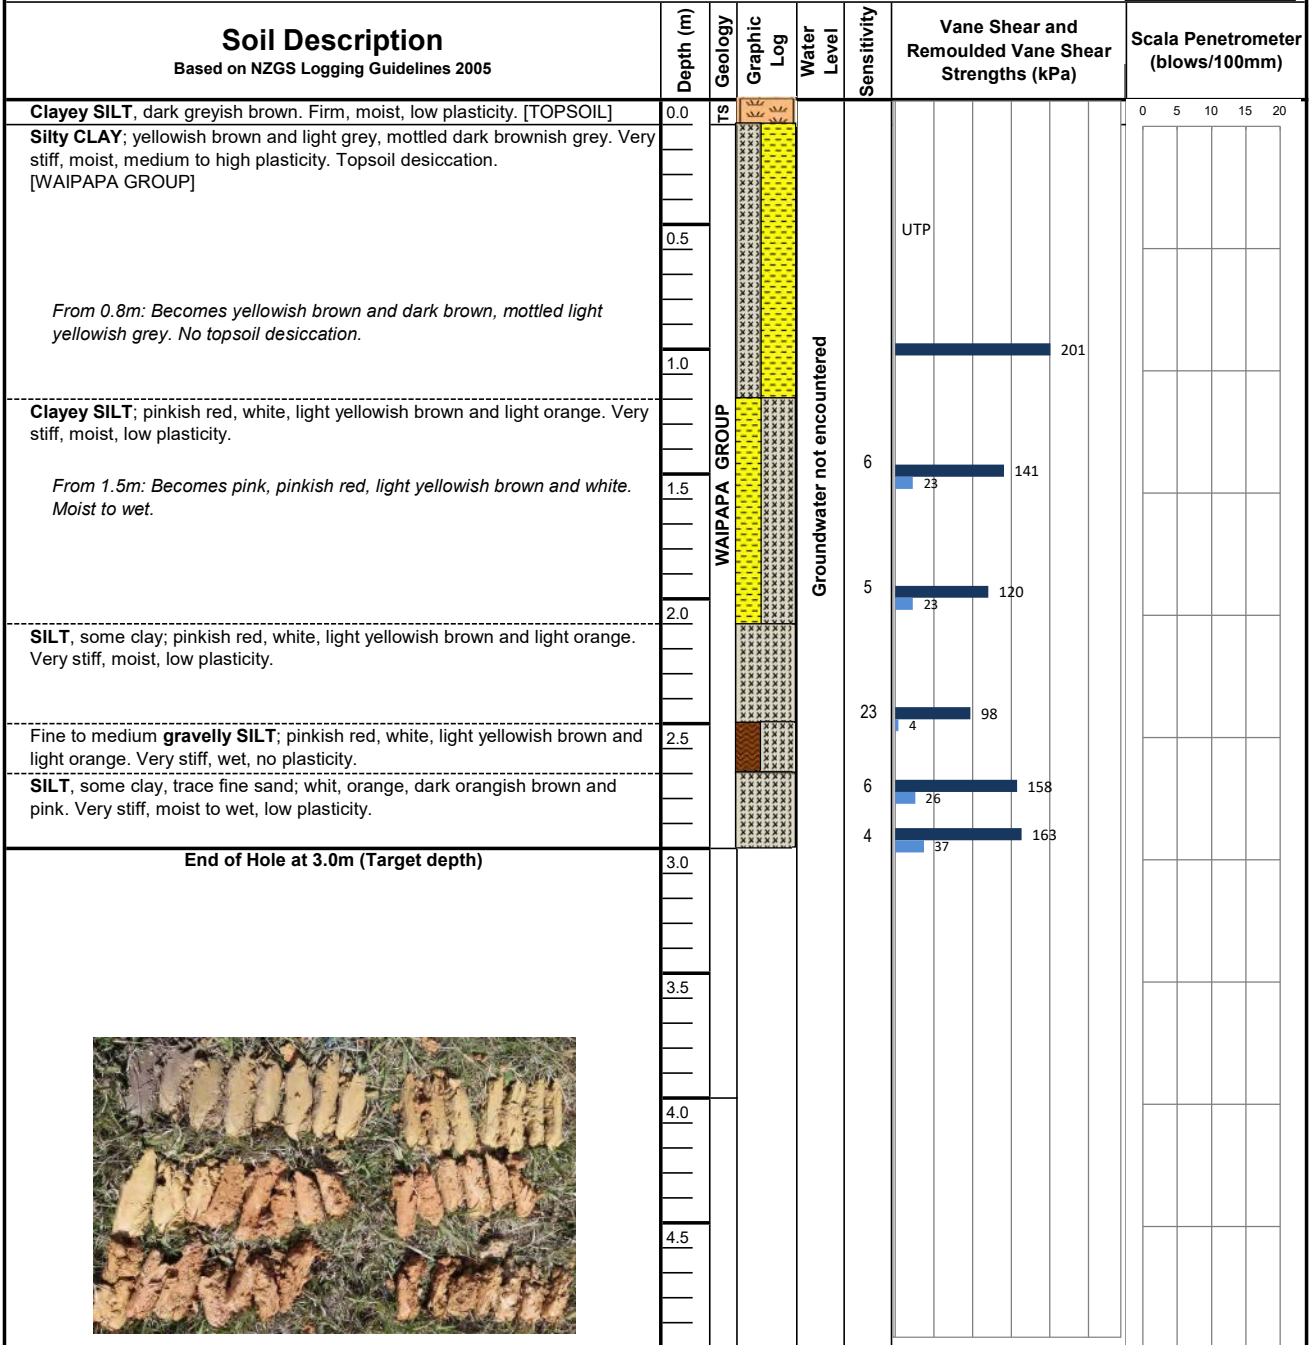 Soil Description
Based on NZGS Logging Guidelines 2005
Depth (m)
Geology
Graphic
Log
Water
Level
Sensitivity
Vane Shear and
Remoulded Vane Shear
Strengths (kPa)
Scala Penetrometer
(blows/100mm)
0 5 10 15 20
Clayey SILT, dark greyish brown. Firm, moist, low plasticity. [TOPSOIL]
0.0
TS
Silty CLAY; yellowish brown and light grey, mottled dark brownish grey. Very
stiff, moist, medium to high plasticity. Topsoil desiccation.
[WAIPAPA GROUP]
0.5
UTP
From 0.8m: Becomes yellowish brown and dark brown, mottled light
yellowish grey. No topsoil desiccation.
201
1.0
Clayey SILT; pinkish red, white, light yellowish brown and light orange. Very
stiff, moist, low plasticity.
WAIPAPA GROUP
Groundwater not encountered
6
141
23
From 1.5m: Becomes pink, pinkish red, light yellowish brown and white.
Moist to wet.
1.5
5
120
23
2.0
SILT, some clay; pinkish red, white, light yellowish brown and light orange.
Very stiff, moist, low plasticity.
23
98
4
Fine to medium gravelly SILT; pinkish red, white, light yellowish brown and
light orange. Very stiff, wet, no plasticity.
2.5
SILT, some clay, trace fine sand; whit, orange, dark orangish brown and
pink. Very stiff, moist to wet, low plasticity.
6
158
26
4
163
37
End of Hole at 3.0m (Target depth)
3.0
3.5
4.0
4.5